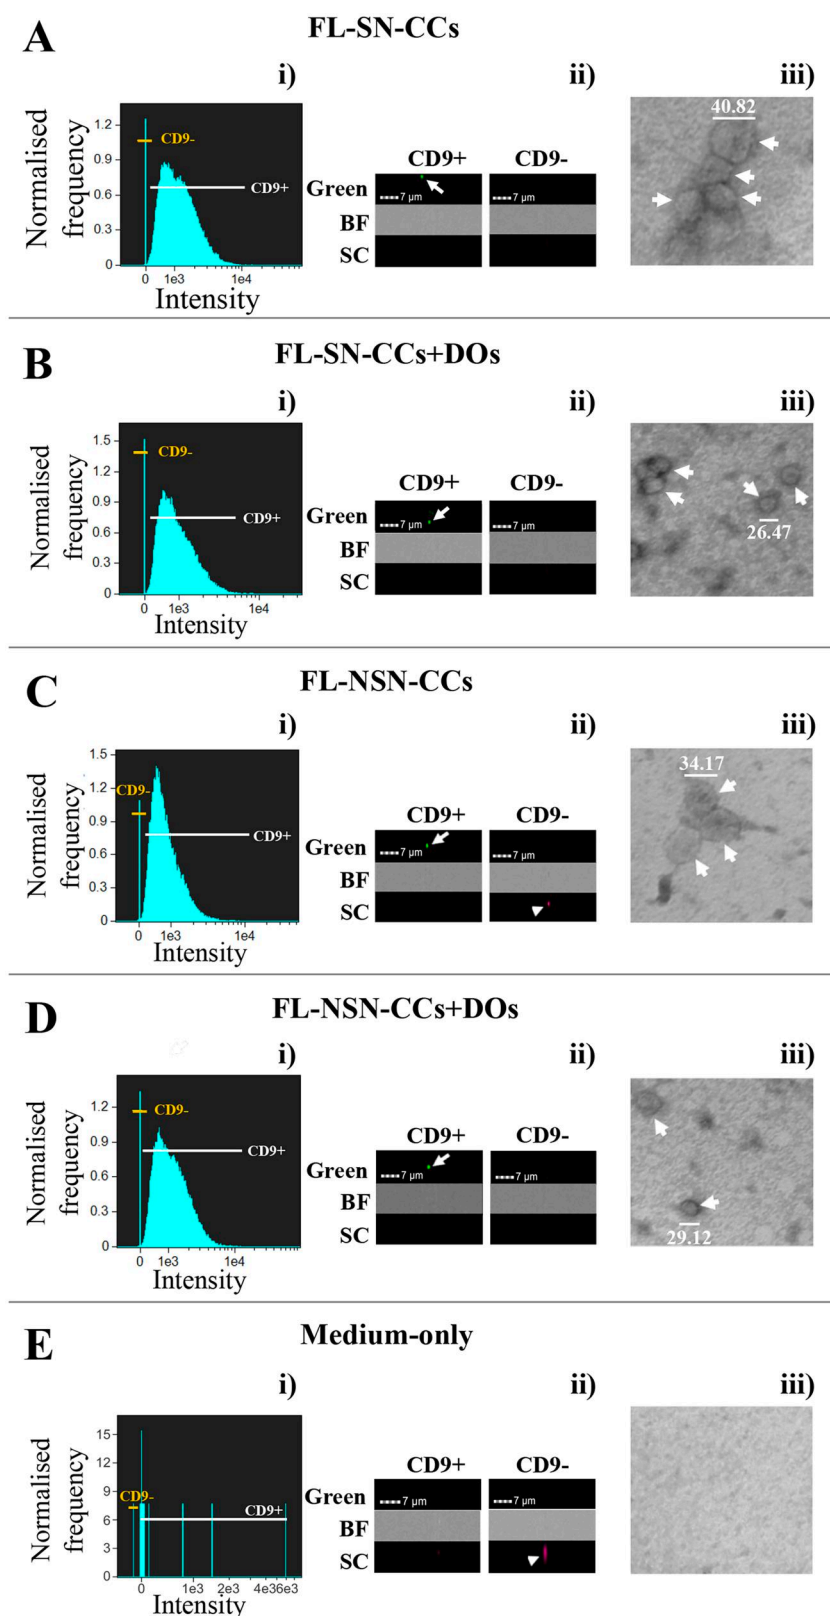 A FL-SN-CCs
i) ii) iii)
Normalised frequency
1.2
0.9
0.6
0.3
0
CD9-
CD9+
0 1e3 1e4
Intensity
CD9+ CD9-
Green 7 µm 7 µm
BF
SC
40.82
B FL-SN-CCs+DOs
i) ii) iii)
Normalised frequency
1.5
1.2
0.9
0.6
0.3
0
CD9-
CD9+
0 1e3 1e4
Intensity
CD9+ CD9-
Green 7 µm 7 µm
BF
SC
26.47
C FL-NSN-CCs
i) ii) iii)
Normalised frequency
1.5
1.2
0.9
0.6
0.3
0
CD9-
CD9+
0 1e3 1e4
Intensity
CD9+ CD9-
Green 7 µm 7 µm
BF
SC
34.17
D FL-NSN-CCs+DOs
i) ii) iii)
Normalised frequency
1.2
0.9
0.6
0.3
0
CD9-
CD9+
0 1e3 1e4
Intensity
CD9+ CD9-
Green 7 µm 7 µm
BF
SC
29.12
E Medium-only
i) ii) iii)
Normalised frequency
15
12
9
6
3
0
CD9-
CD9+
0 1e3 2e3 4e36e3
Intensity
CD9+ CD9-
Green 7 µm 7 µm
BF
SC